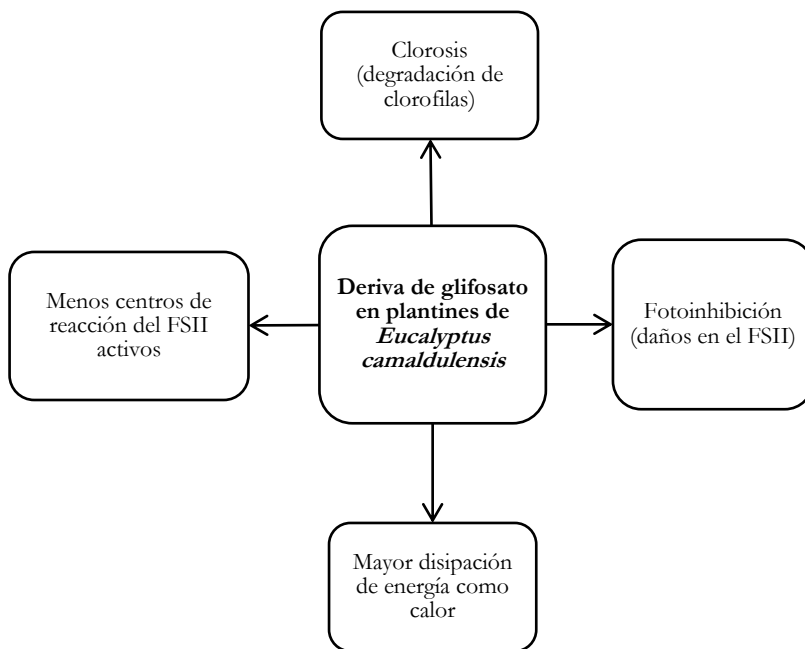 Clorosis
(degradación de
clorofilas)
Menos centros de
reacción del FSII
activos
Deriva de glifosato
en plantines de
Eucalyptus
camaldulensis
Fotoinhibición
(daños en el FSII)
Mayor disipación
de energía como
calor